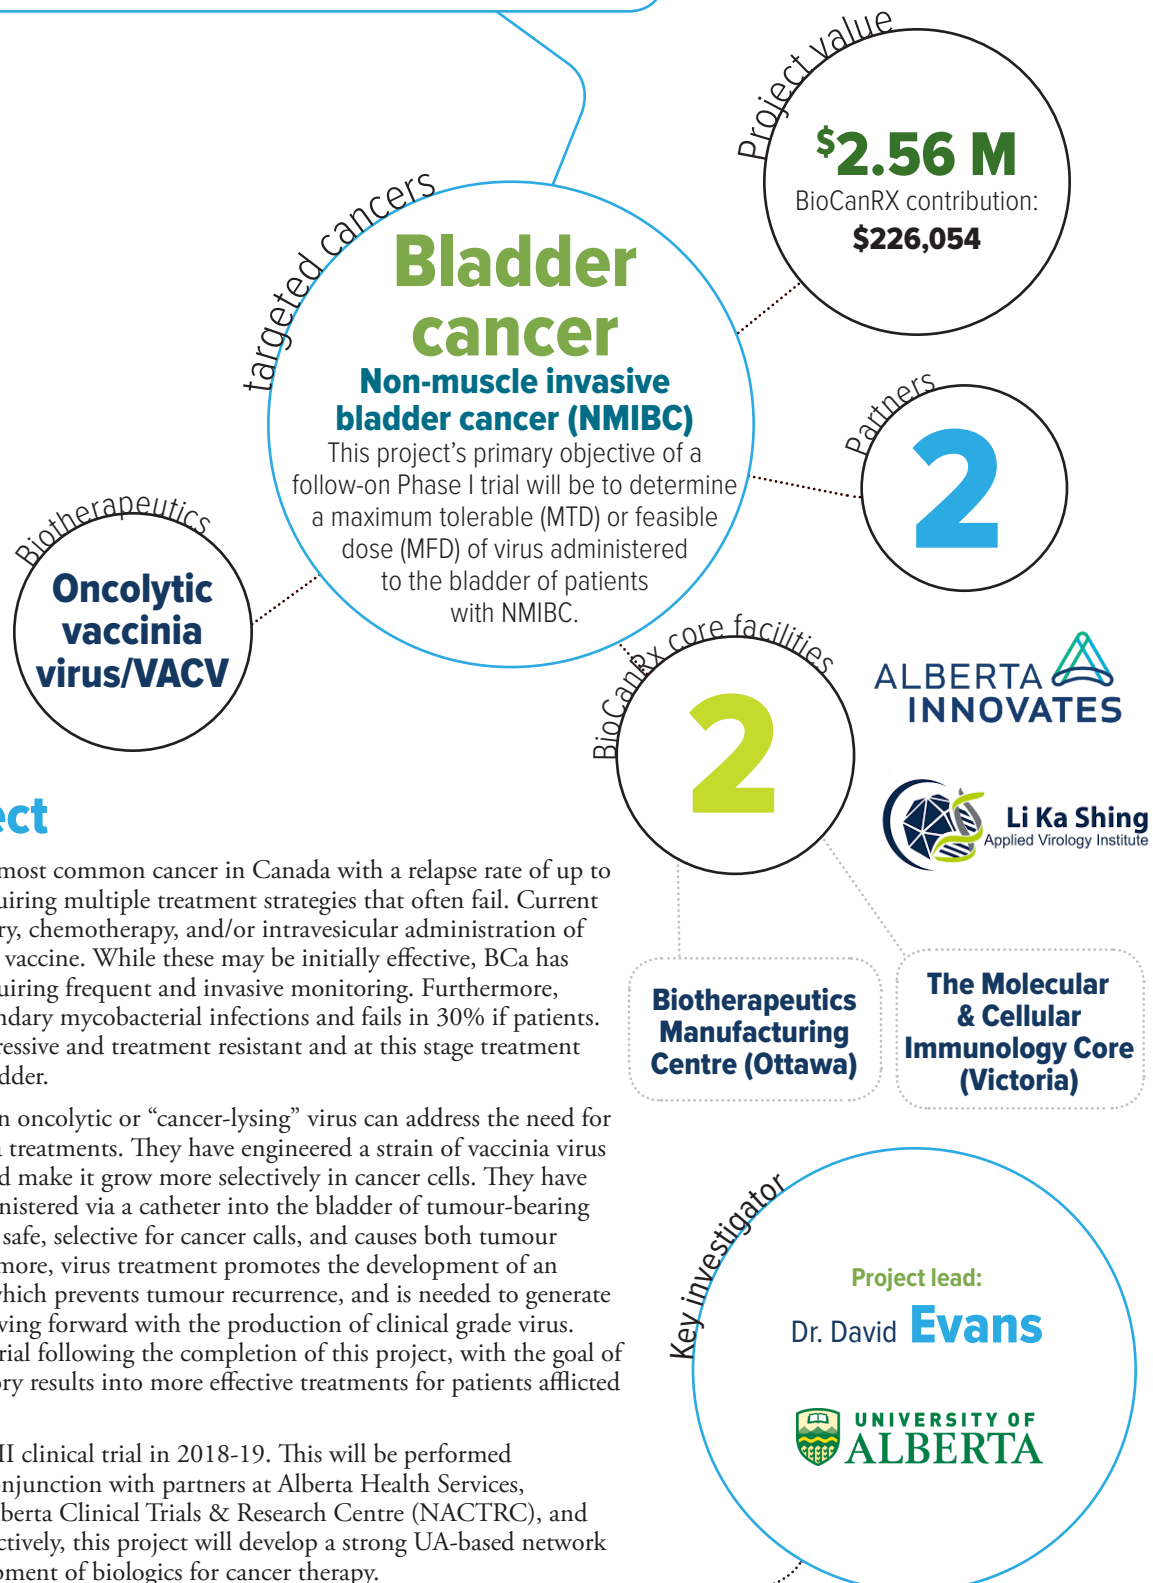 Project value
$2.56 M
BioCanRX contribution:
$226,054
targeted cancers
Bladder
cancer
Non-muscle invasive
bladder cancer (NMIBC)
This project’s primary objective of a
follow-on Phase I trial will be to determine
a maximum tolerable (MTD) or feasible
dose (MFD) of virus administered
to the bladder of patients
with NMIBC.
Partners
2
Biotherapeutics
Oncolytic
vaccinia
virus/VACV
BioCanRx core facilities
2
ALBERTA
INNOVATES
Li Ka Shing
Applied Virology Institute
Biotherapeutics
Manufacturing
Centre (Ottawa)
The Molecular
& Cellular
Immunology Core
(Victoria)
ect
most common cancer in Canada with a relapse rate of up to
uiring multiple treatment strategies that often fail. Current
ry, chemotherapy, and/or intravesicular administration of
vaccine. While these may be initially effective, BCa has
uiring frequent and invasive monitoring. Furthermore,
ndary mycobacterial infections and fails in 30% if patients.
ressive and treatment resistant and at this stage treatment
dder.
n oncolytic or “cancer-lysing” virus can address the need for
treatments. They have engineered a strain of vaccinia virus
d make it grow more selectively in cancer cells. They have
nistered via a catheter into the bladder of tumour-bearing
safe, selective for cancer calls, and causes both tumour
more, virus treatment promotes the development of an
which prevents tumour recurrence, and is needed to generate
ving forward with the production of clinical grade virus.
rial following the completion of this project, with the goal of
ory results into more effective treatments for patients afflicted
II clinical trial in 2018-19. This will be performed
onjunction with partners at Alberta Health Services,
berta Clinical Trials & Research Centre (NACTRC), and
ctively, this project will develop a strong UA-based network
pment of biologics for cancer therapy.
Key investigator
Project lead:
Dr. David Evans
UNIVERSITY OF
ALBERTA